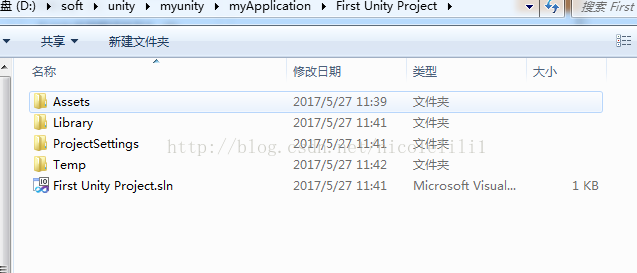 盘 (D:) ▸ soft ▸ unity ▸ myunity ▸ myApplication ▸ First Unity Project ▸ 搜索 First
共享 ▾ 新建文件夹
名称 修改日期 类型 大小
Assets 2017/5/27 11:39 文件夹
Library 2017/5/27 11:41 文件夹
ProjectSettings 2017/5/27 11:41 文件夹
Temp 2017/5/27 11:42 文件夹
First Unity Project.sln 2017/5/27 11:41 Microsoft Visual... 1 KB